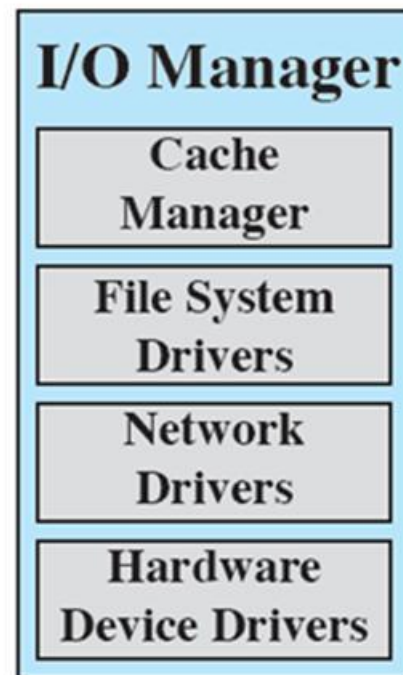 I/O Manager
Cache
Manager
File System
Drivers
Network
Drivers
Hardware
Device Drivers